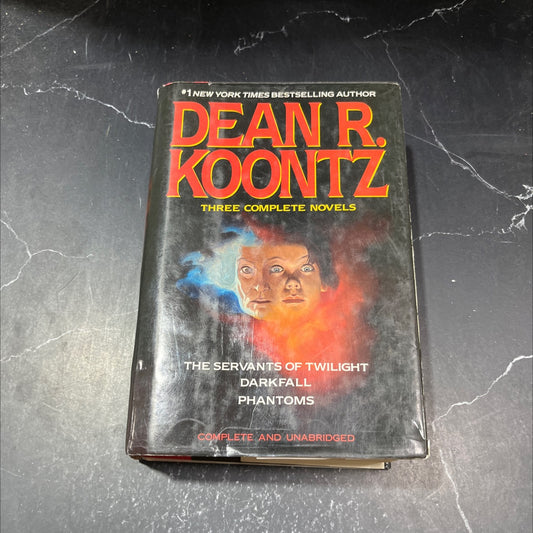 #1 NEW YORK TIMES BESTSELLING AUTHOR
DEAN R.
KOONTZ
THREE COMPLETE NOVELS
THE SERVANTS OF TWILIGHT
DARKFALL
PHANTOMS
COMPLETE AND UNABRIDGED